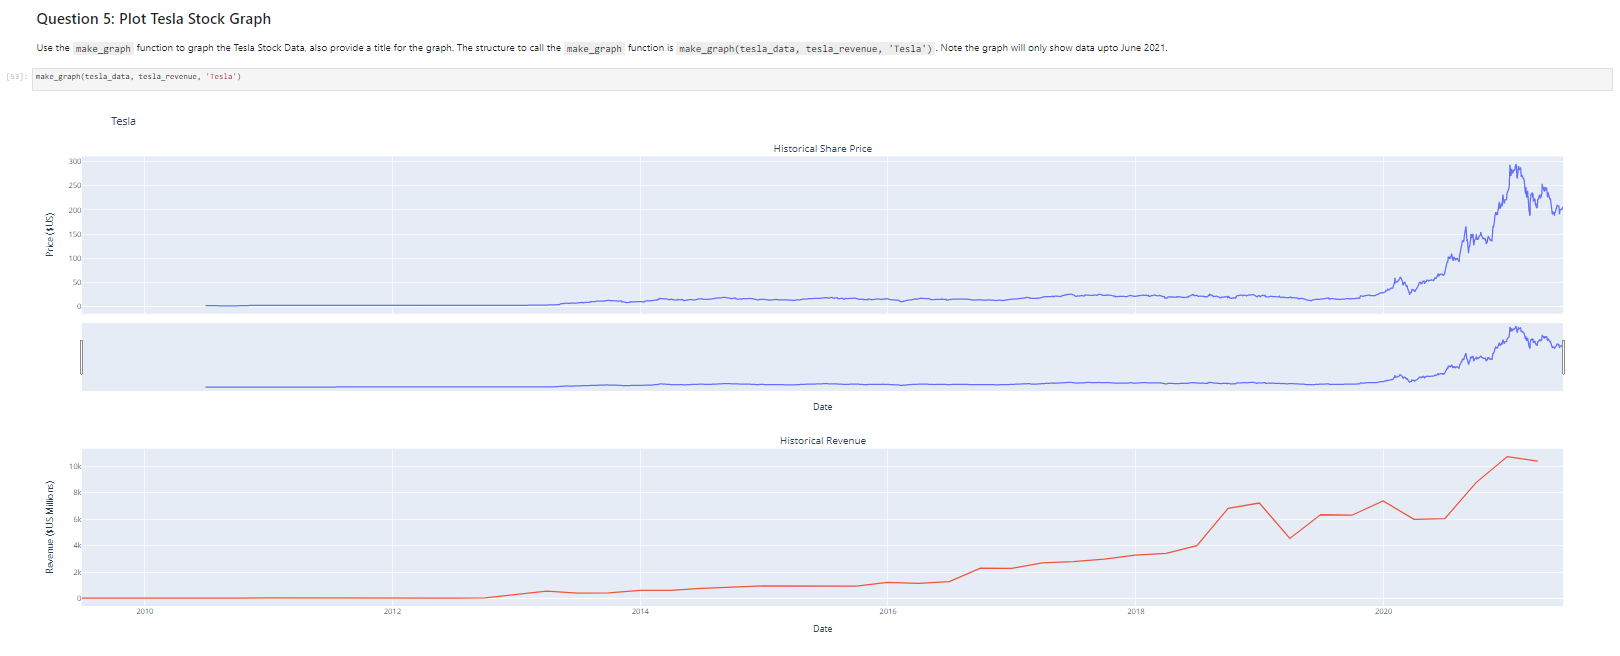 Question 5: Plot Tesla Stock Graph
Use the make_graph function to graph the Tesla Stock Data, also provide a title for the graph. The structure to call the make_graph function is make_graph(tesla_data, tesla_revenue, 'Tesla') . Note the graph will only show data upto June 2021.
[53]: make_graph(tesla_data, tesla_revenue, 'Tesla')
Tesla
Historical Share Price
Price ($US)
300
250
200
150
100
50
0
Date
Historical Revenue
Revenue ($US Millions)
10k
8k
6k
4k
2k
0
2010 2012 2014 2016 2018 2020
Date